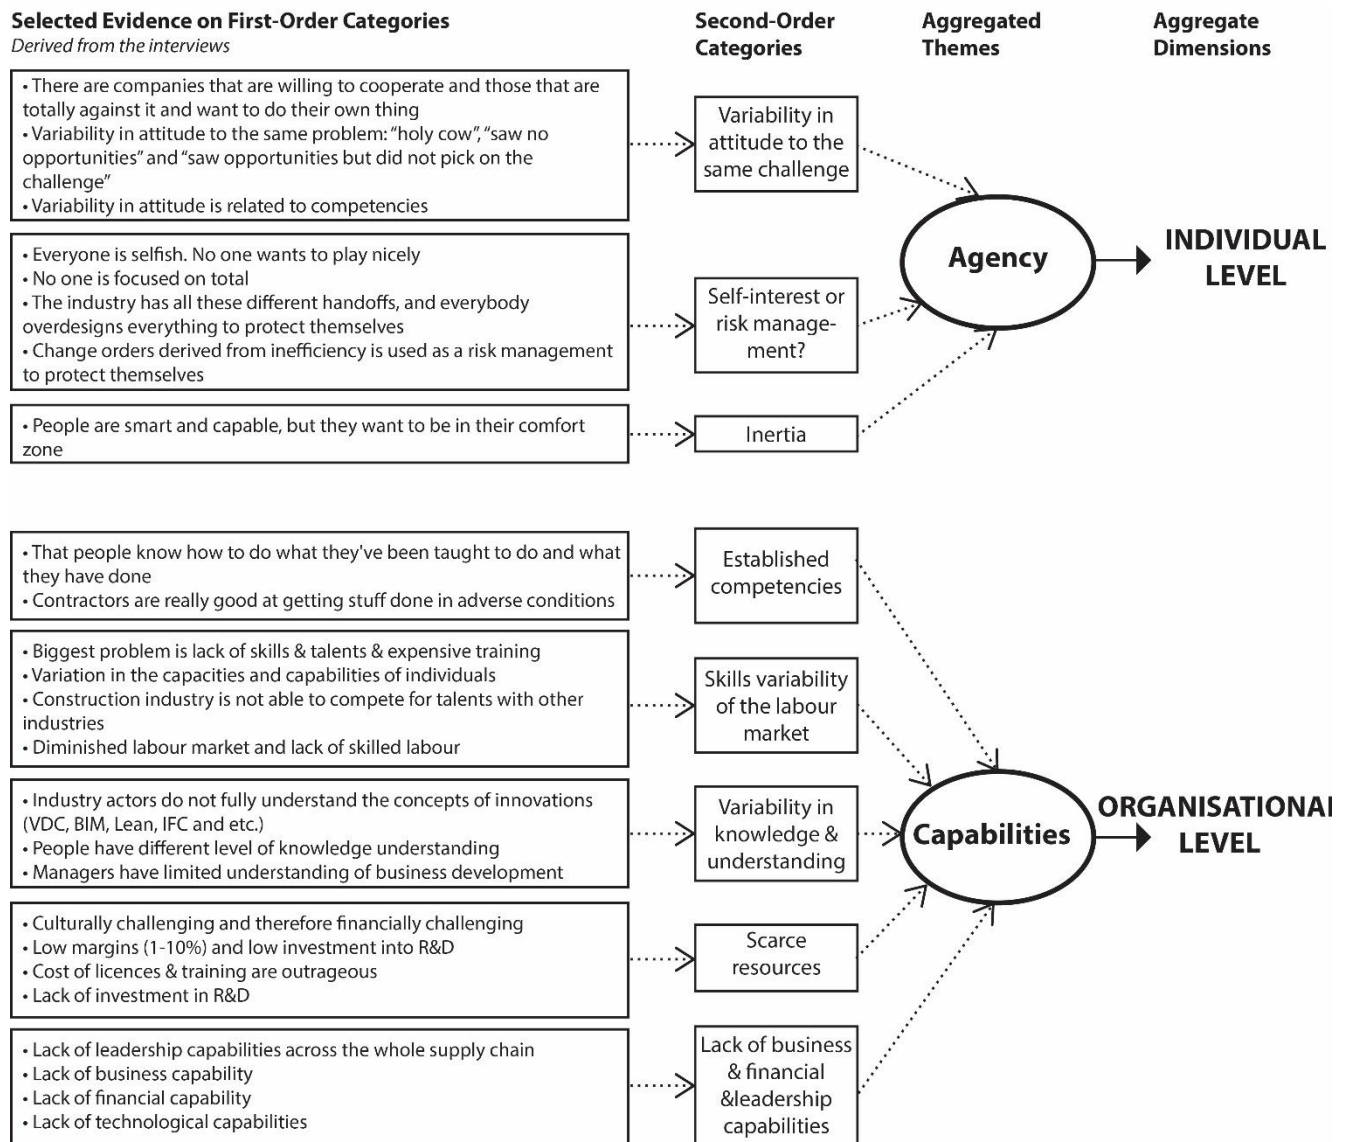 Selected Evidence on First-Order Categories
Derived from the interviews
Second-Order
Categories
Aggregated
Themes
Aggregate
Dimensions
• There are companies that are willing to cooperate and those that are
totally against it and want to do their own thing
• Variability in attitude to the same problem: “holy cow”, “saw no
opportunities” and “saw opportunities but did not pick on the
challenge”
• Variability in attitude is related to competencies
Variability in
attitude to the
same challenge
• Everyone is selfish. No one wants to play nicely
• No one is focused on total
• The industry has all these different handoffs, and everybody
overdesigns everything to protect themselves
• Change orders derived from inefficiency is used as a risk management
to protect themselves
Self-interest or
risk manage-
ment?
• People are smart and capable, but they want to be in their comfort
zone
Inertia
Agency
INDIVIDUAL
LEVEL
• That people know how to do what they've been taught to do and what
they have done
• Contractors are really good at getting stuff done in adverse conditions
Established
competencies
• Biggest problem is lack of skills & talents & expensive training
• Variation in the capacities and capabilities of individuals
• Construction industry is not able to compete for talents with other
industries
• Diminished labour market and lack of skilled labour
Skills variability
of the labour
market
• Industry actors do not fully understand the concepts of innovations
(VDC, BIM, Lean, IFC and etc.)
• People have different level of knowledge understanding
• Managers have limited understanding of business development
Variability in
knowledge &
understanding
• Culturally challenging and therefore financially challenging
• Low margins (1-10%) and low investment into R&D
• Cost of licences & training are outrageous
• Lack of investment in R&D
Scarce
resources
• Lack of leadership capabilities across the whole supply chain
• Lack of business capability
• Lack of financial capability
• Lack of technological capabilities
Lack of business
& financial
&leadership
capabilities
Capabilities
ORGANISATIONAL
LEVEL